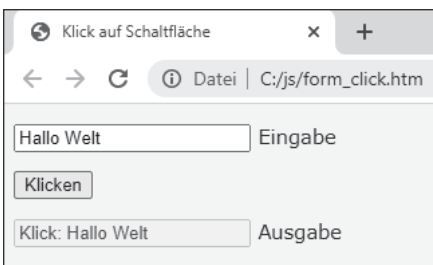 Klick auf Schaltfläche
Datei | C:/js/form_click.htm
Hallo Welt Eingabe
Klicken
Klick: Hallo Welt Ausgabe